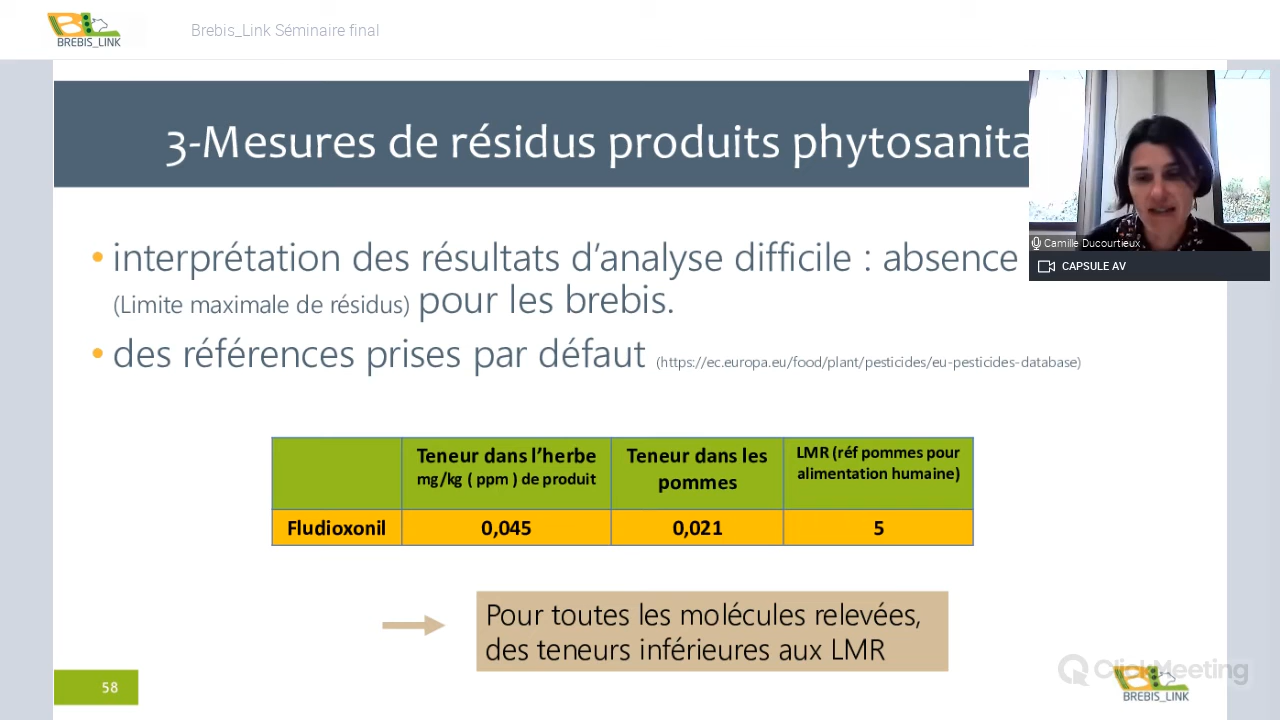 BREBIS_LINK
Brebis_Link Séminaire final
3-Mesures de résidus produits phytosanita
Camille Ducourtieux
CAPSULE AV
• interprétation des résultats d’analyse difficile : absence
(Limite maximale de résidus) pour les brebis.
• des références prises par défaut (https://ec.europa.eu/food/plant/pesticides/eu-pesticides-database)
Teneur dans l’herbe
mg/kg ( ppm ) de produit
Teneur dans les
pommes
LMR (réf pommes pour
alimentation humaine)
Fludioxonil 0,045 0,021 5
Pour toutes les molécules relevées,
des teneurs inférieures aux LMR
58
ClickMeeting
BREBIS_LINK